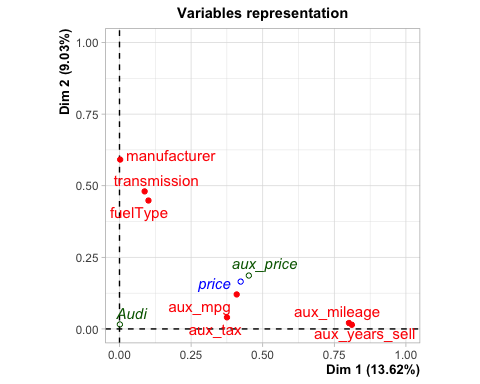 Variables representation
Dim 2 (9.03%)
1.00
0.75
0.50
0.25
0.00
manufacturer
transmission
fuelType
aux_price
price
aux_mpg
aux_tax
Audi
aux_mileage
aux_years_sell
0.00 0.25 0.50 0.75 1.00
Dim 1 (13.62%)